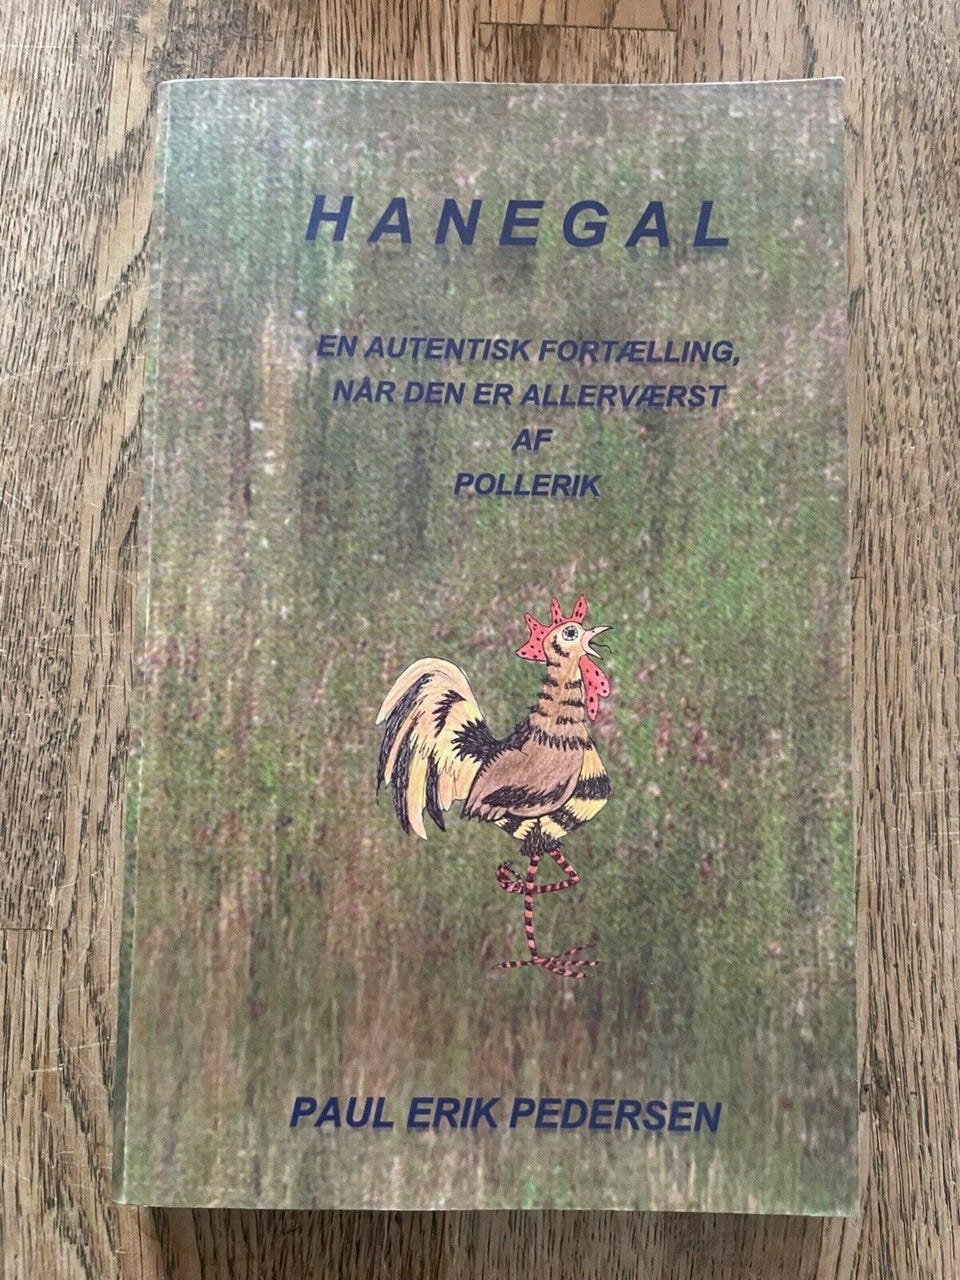 HANEGAL
EN AUTENTISK FORTÆLLING,
NÅR DEN ER ALLERVÆRST
AF
POLLERIK
PAUL ERIK PEDERSEN